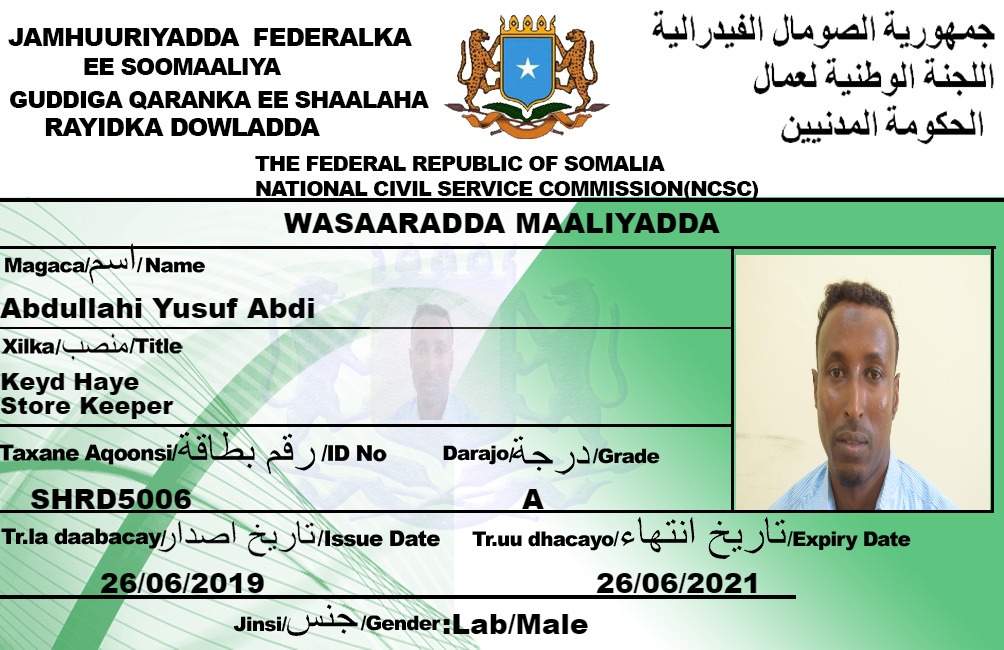 JAMHUURIYADDA FEDERALKA
EE SOOMAALIYA
GUDDIGA QARANKA EE SHAALAHA
RAYIDKA DOWLADDA
جمهورية الصومال الفيدرالية
اللجنة الوطنية لعمال
الحكومة المدنيين
THE FEDERAL REPUBLIC OF SOMALIA
NATIONAL CIVIL SERVICE COMMISSION(NCSC)
WASAARADDA MAALIYADDA
Magaca/اسم/Name
Abdullahi Yusuf Abdi
Xilka/منصب/Title
Keyd Haye
Store Keeper
Taxane Aqoonsi/رقم بطاقة/ID No
SHRD5006
Darajo/درجة/Grade
A
Tr.la daabacay/تاريخ اصدار/Issue Date
26/06/2019
Tr.uu dhacayo/تاريخ انتهاء/Expiry Date
26/06/2021
Jinsi/جنس/Gender:Lab/Male